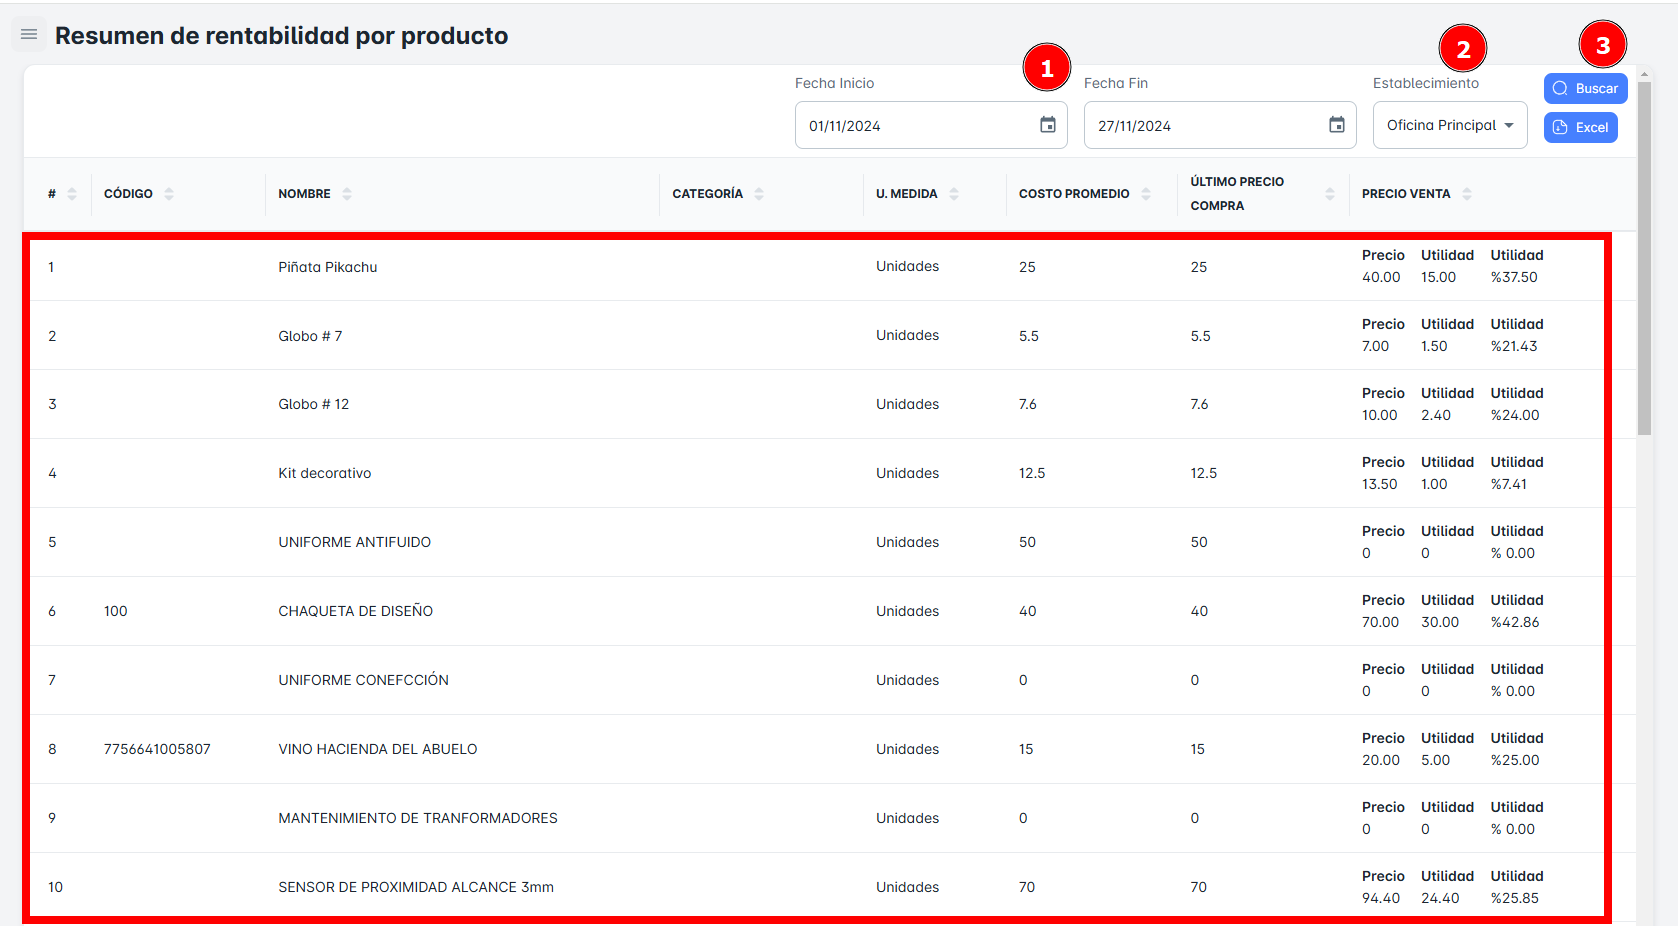 Resumen de rentabilidad por producto
1
2
3
Fecha Inicio
Fecha Fin
Establecimiento
01/11/2024
27/11/2024
Oficina Principal
Buscar
Excel
# CÓDIGO NOMBRE CATEGORÍA U. MEDIDA COSTO PROMEDIO ÚLTIMO PRECIO COMPRA PRECIO VENTA
1 Piñata Pikachu Unidades 25 25 Precio Utilidad Utilidad
40.00 15.00 %37.50
2 Globo # 7 Unidades 5.5 5.5 Precio Utilidad Utilidad
7.00 1.50 %21.43
3 Globo # 12 Unidades 7.6 7.6 Precio Utilidad Utilidad
10.00 2.40 %24.00
4 Kit decorativo Unidades 12.5 12.5 Precio Utilidad Utilidad
13.50 1.00 %7.41
5 UNIFORME ANTIFUIDO Unidades 50 50 Precio Utilidad Utilidad
0 0 % 0.00
6 100 CHAQUETA DE DISEÑO Unidades 40 40 Precio Utilidad Utilidad
70.00 30.00 %42.86
7 UNIFORME CONEFCCIÓN Unidades 0 0 Precio Utilidad Utilidad
0 0 % 0.00
8 7756641005807 VINO HACIENDA DEL ABUELO Unidades 15 15 Precio Utilidad Utilidad
20.00 5.00 %25.00
9 MANTENIMIENTO DE TRANFORMADORES Unidades 0 0 Precio Utilidad Utilidad
0 0 % 0.00
10 SENSOR DE PROXIMIDAD ALCANCE 3mm Unidades 70 70 Precio Utilidad Utilidad
94.40 24.40 %25.85